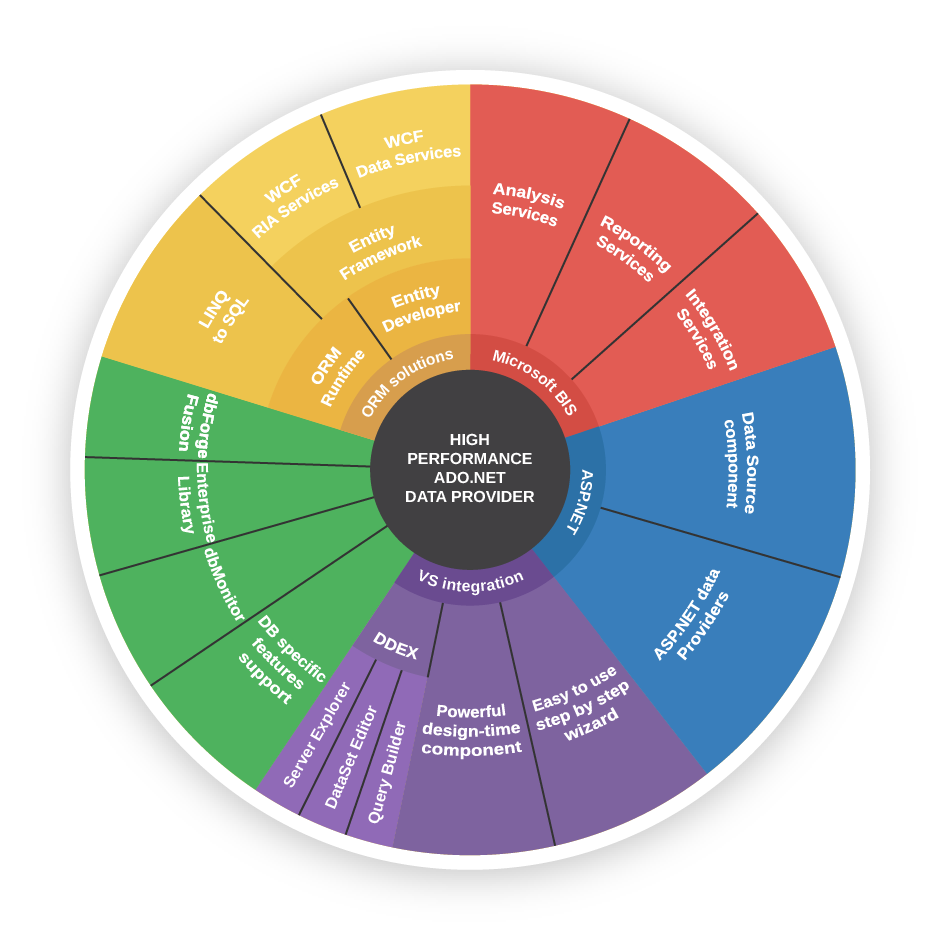 HIGH
PERFORMANCE
ADO.NET
DATA PROVIDER
Microsoft BIS
Analysis
Services
Reporting
Services
Integration
Services
ASP.NET
Data Source
component
ASP.NET data
Providers
VS integration
Easy to use
step by step
wizard
Powerful
design-time
component
DDEX
Query Builder
DataSet Editor
Server Explorer
DB specific
features
support
dbMonitor
Enterprise
Library
dbForge
Fusion
ORM solutions
LINQ
to SQL
ORM
Runtime
Entity
Developer
Entity
Framework
WCF
RIA Services
WCF
Data Services